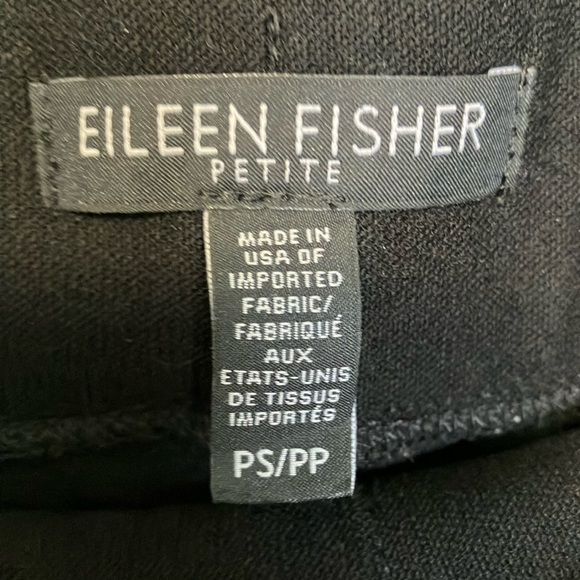 EILEEN FISHER
PETITE
MADE IN
USA OF
IMPORTED
FABRIC/
FABRIQUÉ
AUX
ETATS-UNIS
DE TISSUS
IMPORTÉS
PS/PP